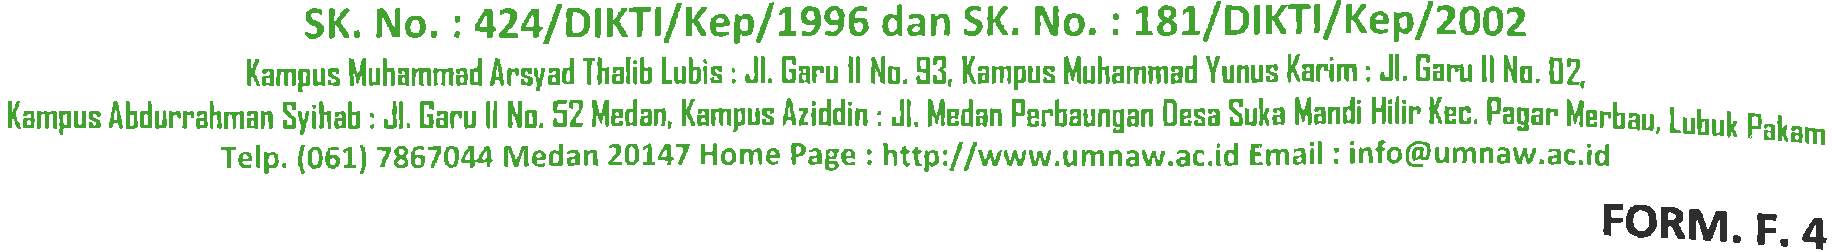 SK. No. : 424/DIKTI/Kep/1996 dan SK. No. : 181/DIKTI/Kep/2002
Kampus Muhammad Arsyad Thalib Lubis : Jl. Garu II No. 93, Kampus Muhammad Yunus Karim : Jl. Garu II No. 02,
Kampus Abdurrahman Syihab : Jl. Garu II No. 52 Medan, Kampus Aziddin : Jl. Medan Perbaungan Desa Suka Mandi Hilir Kec. Pagar Merbau, Lubuk Pakam
Telp. (061) 7867044 Medan 20147 Home Page : http://www.umnaw.ac.id Email : info@umnaw.ac.id
FORM. F. 4